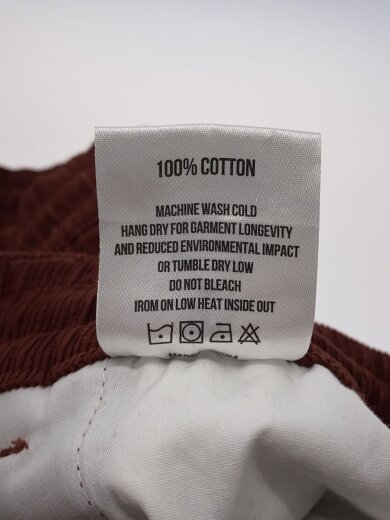 100% COTTON
MACHINE WASH COLD
HANG DRY FOR GARMENT LONGEVITY
AND REDUCED ENVIRONMENTAL IMPACT
OR TUMBLE DRY LOW
DO NOT BLEACH
IROM ON LOW HEAT INSIDE OUT